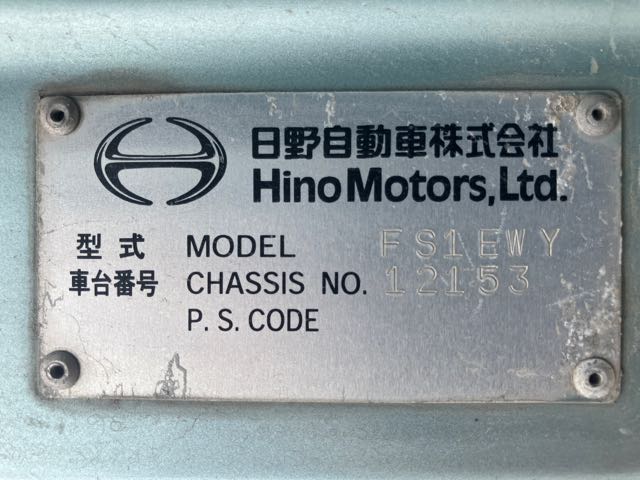 日野自動車株式会社
Hino Motors, Ltd.
型式 MODEL FS1EWY
車台番号 CHASSIS NO. 12153
P. S. CODE